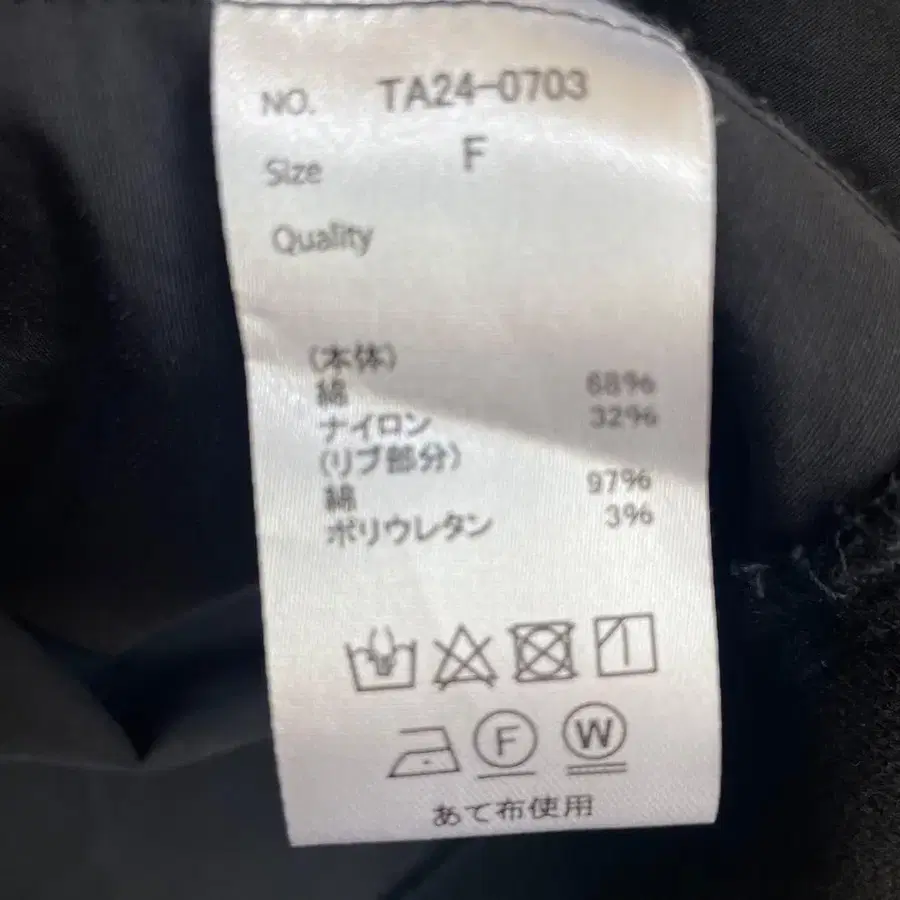 NO. TA24-0703
Size F
Quality
(本体)
綿 68%
ナイロン 32%
(リブ部分)
綿 97%
ポリウレタン 3%
F W
あて布使用